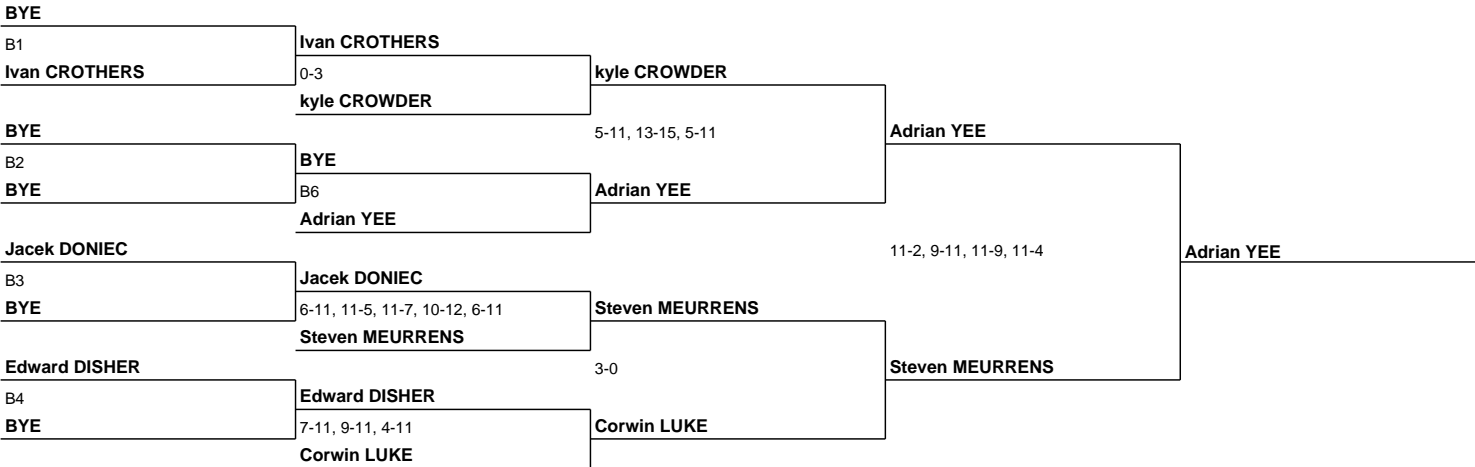 BYE
B1
Ivan CROTHERS
BYE
B2
BYE
Jacek DONIEC
B3
BYE
Edward DISHER
B4
BYE
Ivan CROTHERS
0-3
kyle CROWDER
BYE
B6
Adrian YEE
Jacek DONIEC
6-11, 11-5, 11-7, 10-12, 6-11
Steven MEURRENS
Edward DISHER
7-11, 9-11, 4-11
Corwin LUKE
kyle CROWDER
5-11, 13-15, 5-11
Adrian YEE
Steven MEURRENS
3-0
Corwin LUKE
Adrian YEE
11-2, 9-11, 11-9, 11-4
Steven MEURRENS
Adrian YEE